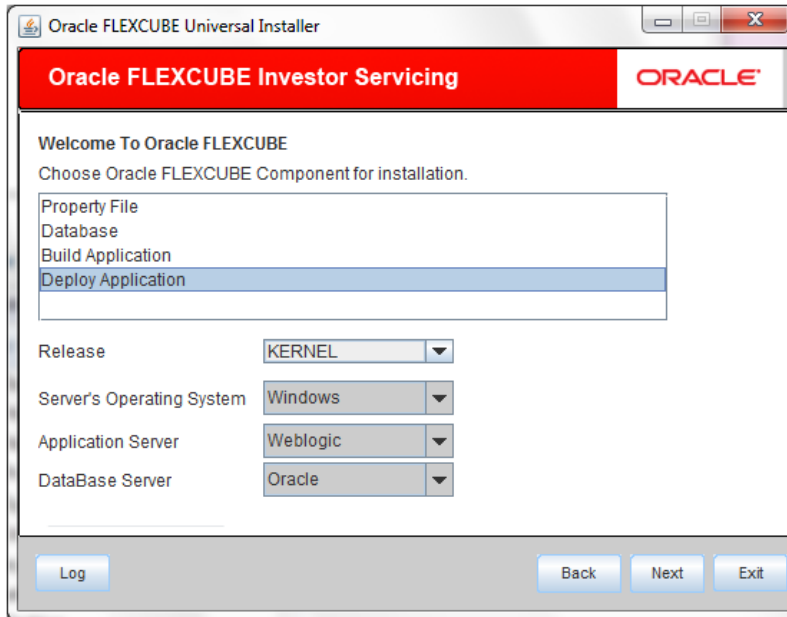 Oracle FLEXCUBE Universal Installer
Oracle FLEXCUBE Investor Servicing
ORACLE
Welcome To Oracle FLEXCUBE
Choose Oracle FLEXCUBE Component for installation.
Property File
Database
Build Application
Deploy Application
Release KERNEL
Server's Operating System Windows
Application Server Weblogic
DataBase Server Oracle
Log Back Next Exit